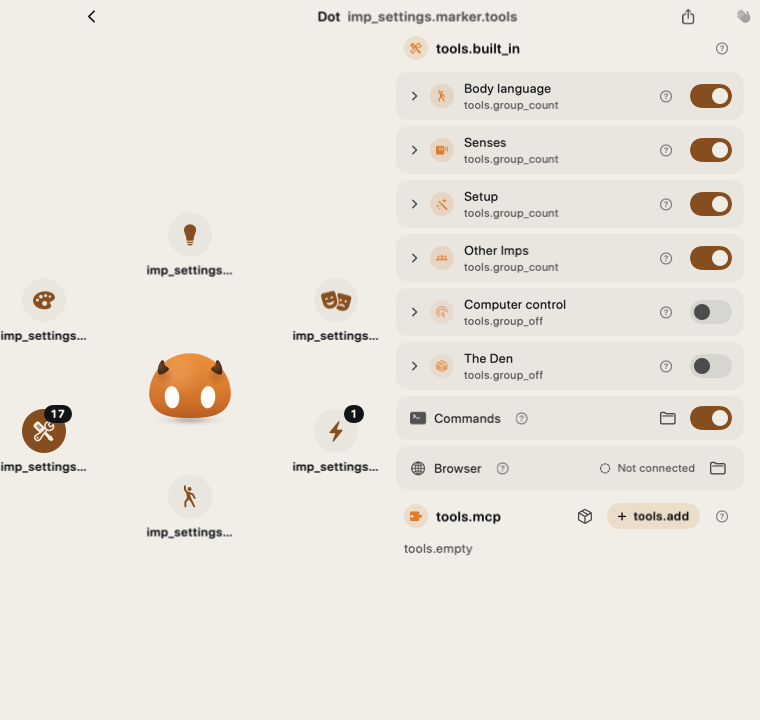 Dot imp_settings.marker.tools
tools.built_in
Body language
tools.group_count
Senses
tools.group_count
Setup
tools.group_count
Other Imps
tools.group_count
Computer control
tools.group_off
The Den
tools.group_off
Commands
Browser
Not connected
tools.mcp
+ tools.add
tools.empty
imp_settings...
imp_settings...
imp_settings...
17
imp_settings...
1
imp_settings...
imp_settings...